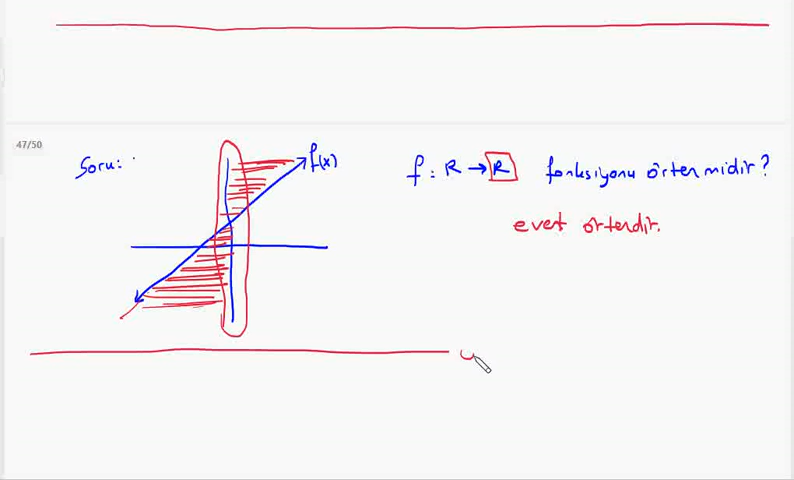 47/50
Soru:
f(x)
f: R → R fonksiyonu örten midir?
evet örtendir.